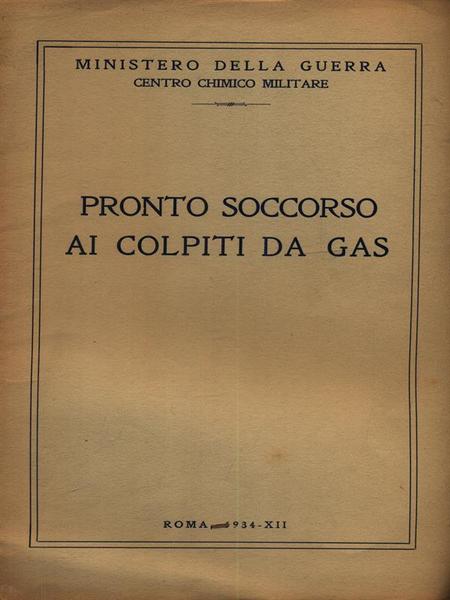 MINISTERO DELLA GUERRA
CENTRO CHIMICO MILITARE
PRONTO SOCCORSO
AI COLPITI DA GAS
ROMA 934-XII